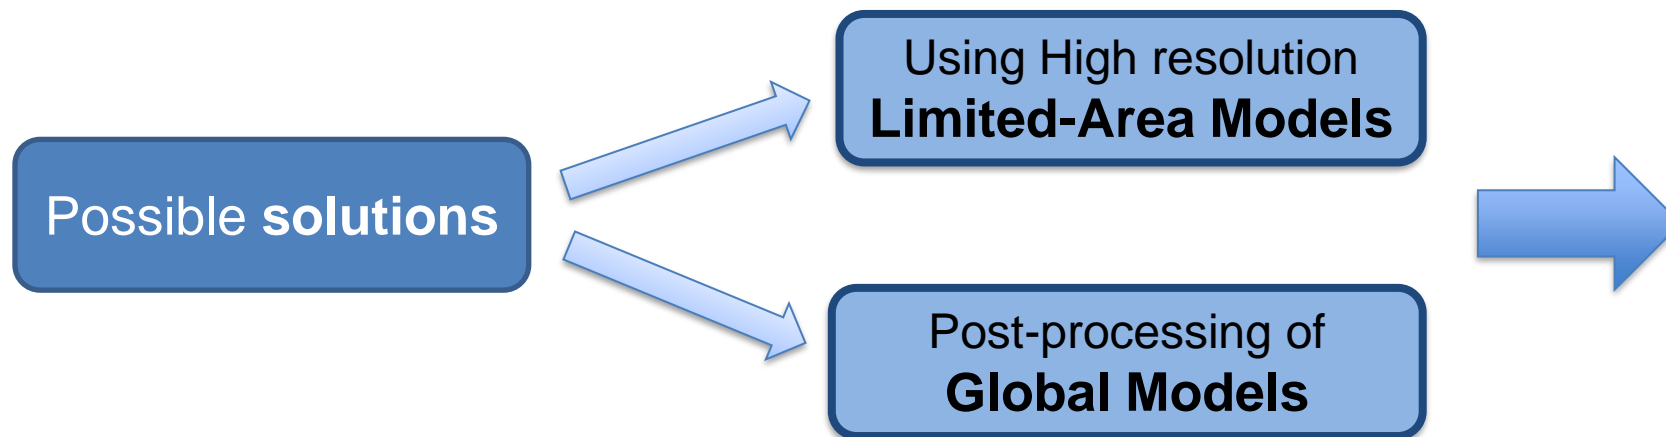 Using High resolution
Limited-Area Models
Possible solutions
Post-processing of
Global Models